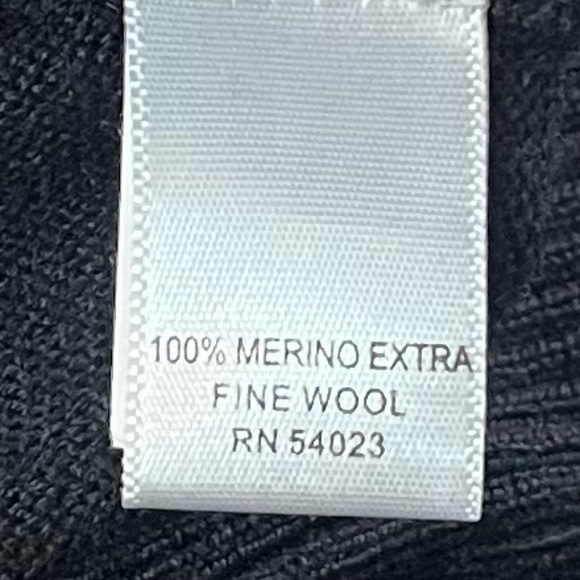 100% MERINO EXTRA
FINE WOOL
RN 54023